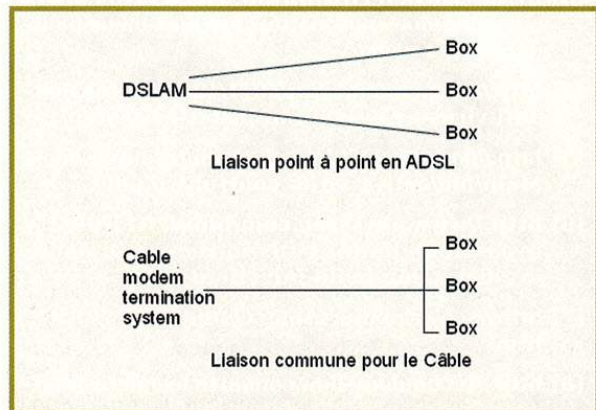 Box
DSLAM Box
Box
Liaison point à point en ADSL
Box
Cable
modem
termination
system
Box
Box
Liaison commune pour le Câble